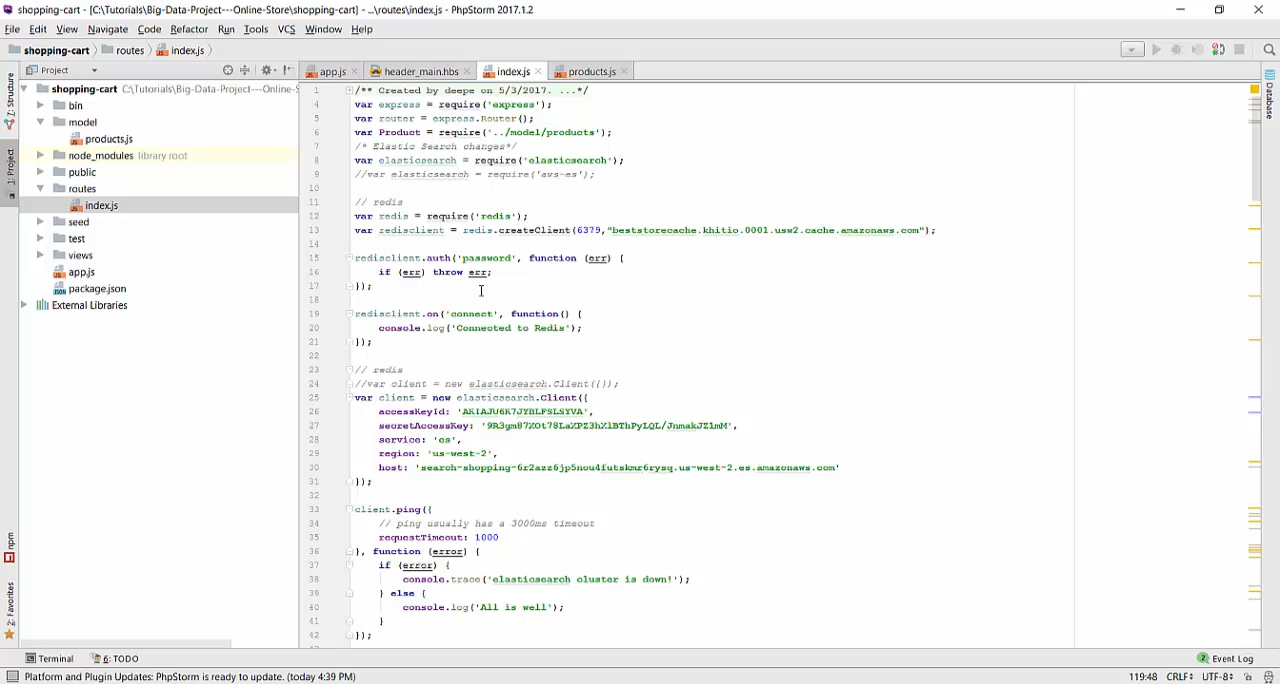 shopping-cart - [C:\Tutorials\Big-Data-Project---Online-Store\shopping-cart] - ...\routes\index.js - PhpStorm 2017.1.2
File Edit View Navigate Code Refactor Run Tools VCS Window Help
shopping-cart routes index.js
Project
app.js header_main.hbs index.js products.js
Z: Structure
1: Project
npm
2: Favorites
Database
shopping-cart C:\Tutorials\Big-Data-Project---Online-S
bin
model
products.js
node_modules library root
public
routes
index.js
seed
test
views
app.js
package.json
External Libraries
1 /** Created by deepe on 5/3/2017. ...*/
4 var express = require('express');
5 var router = express.Router();
6 var Product = require('../model/products');
7 /* Elastic Search changes*/
8 var elasticsearch = require('elasticsearch');
9 //var elasticsearch = require('aws-es');
10
11 // redis
12 var redis = require('redis');
13 var redisclient = redis.createClient(6379,"beststorecache.khitio.0001.usw2.cache.amazonaws.com");
14
15 redisclient.auth('password', function (err) {
16 if (err) throw err;
17 });
18
19 redisclient.on('connect', function() {
20 console.log('Connected to Redis');
21 });
22
23 // redis
24 //var client = new elasticsearch.Client({});
25 var client = new elasticsearch.Client({
26 accessKeyId:
27 secretAccessKey:
28 service: 'es',
29 region: 'us-west-2',
30 host:
31 });
32
33 client.ping({
34 // ping usually has a 3000ms timeout
35 requestTimeout: 1000
36 }, function (error) {
37 if (error) {
38 console.trace('elasticsearch cluster is down!');
39 } else {
40 console.log('All is well');
41 }
42 });
Terminal 6: TODO 2 Event Log
Platform and Plugin Updates: PhpStorm is ready to update. (today 4:39 PM) 119:48 CRLF UTF-8